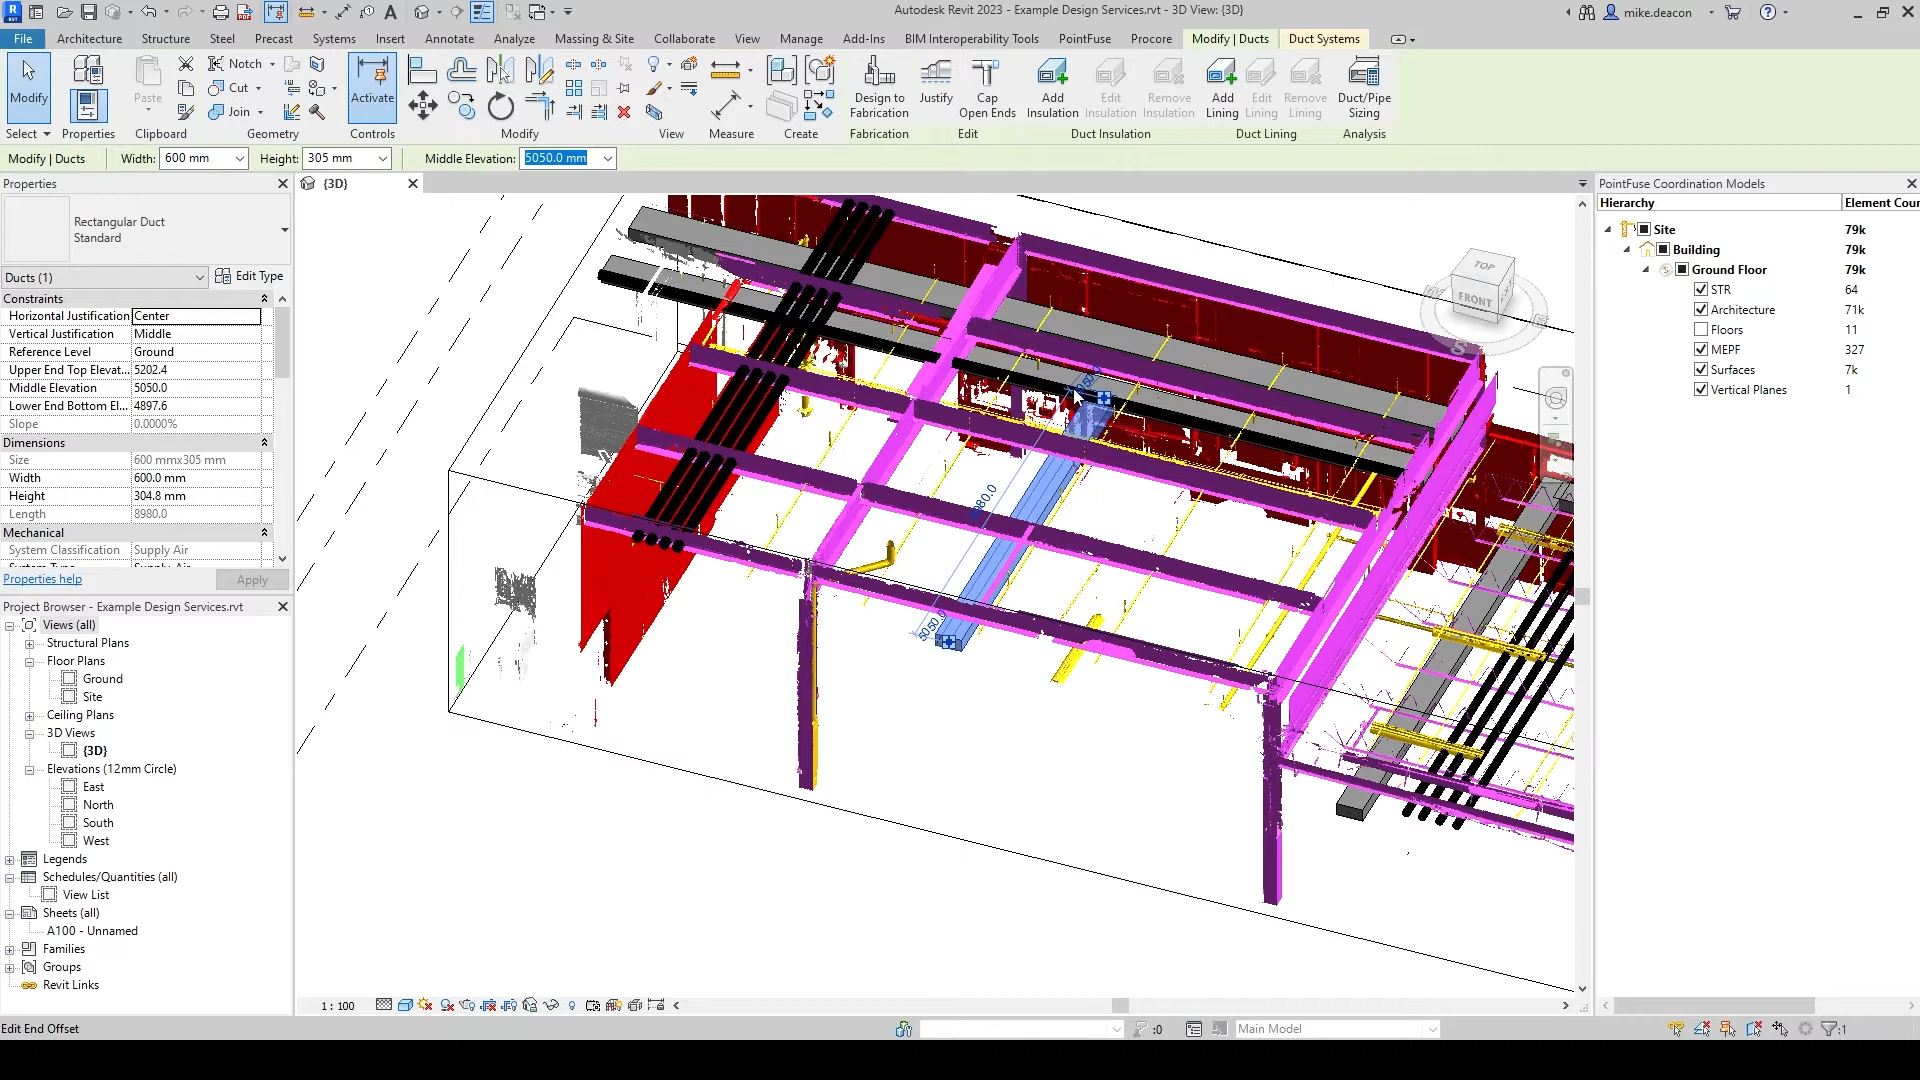 Autodesk Revit 2023 - Example Design Services.rvt - 3D View: {3D}
mike.deacon
File Architecture Structure Steel Precast Systems Insert Annotate Analyze Massing & Site Collaborate View Manage Add-Ins BIM Interoperability Tools PointFuse Procore Modify | Ducts Duct Systems
Modify
Paste
Notch
Cut
Join
Activate
Design to Fabrication
Justify
Cap Open Ends
Add Insulation
Edit Insulation
Remove Insulation
Add Lining
Edit Lining
Remove Lining
Duct/Pipe Sizing
Select Properties Clipboard Geometry Controls Modify View Measure Create Fabrication Edit Duct Insulation Duct Lining Analysis
Modify | Ducts Width: 600 mm Height: 305 mm Middle Elevation: 5050.0 mm
Properties
Rectangular Duct
Standard
Ducts (1) Edit Type
Constraints
Horizontal Justification Center
Vertical Justification Middle
Reference Level Ground
Upper End Top Elevat... 5202.4
Middle Elevation 5050.0
Lower End Bottom El... 4897.6
Slope 0.0000%
Dimensions
Size 600 mmx305 mm
Width 600.0 mm
Height 304.8 mm
Length 8980.0
Mechanical
System Classification Supply Air
Properties help Apply
Project Browser - Example Design Services.rvt
Views (all)
Structural Plans
Floor Plans
Ground
Site
Ceiling Plans
3D Views
{3D}
Elevations (12mm Circle)
East
North
South
West
Legends
Schedules/Quantities (all)
View List
Sheets (all)
A100 - Unnamed
Families
Groups
Revit Links
{3D}
TOP
FRONT
S
5050.0
1 : 100
PointFuse Coordination Models
Hierarchy Element Cour
Site 79k
Building 79k
Ground Floor 79k
STR 64
Architecture 71k
Floors 11
MEPF 327
Surfaces 7k
Vertical Planes 1
Edit End Offset
:0
Main Model
:1